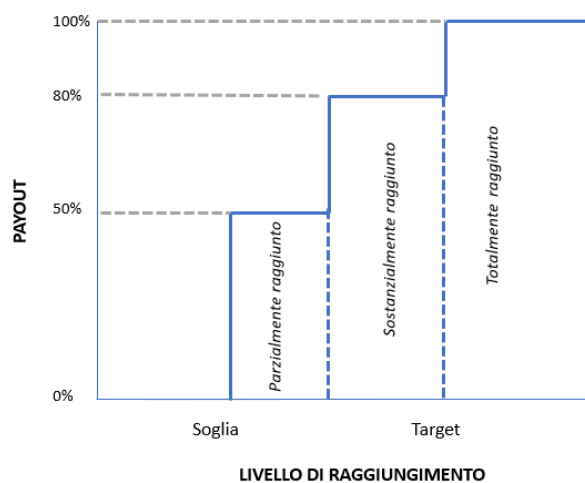 100%
80%
50%
0%
PAYOUT
Parzialmente raggiunto
Sostanzialmente raggiunto
Totalmente raggiunto
Soglia
Target
LIVELLO DI RAGGIUNGIMENTO